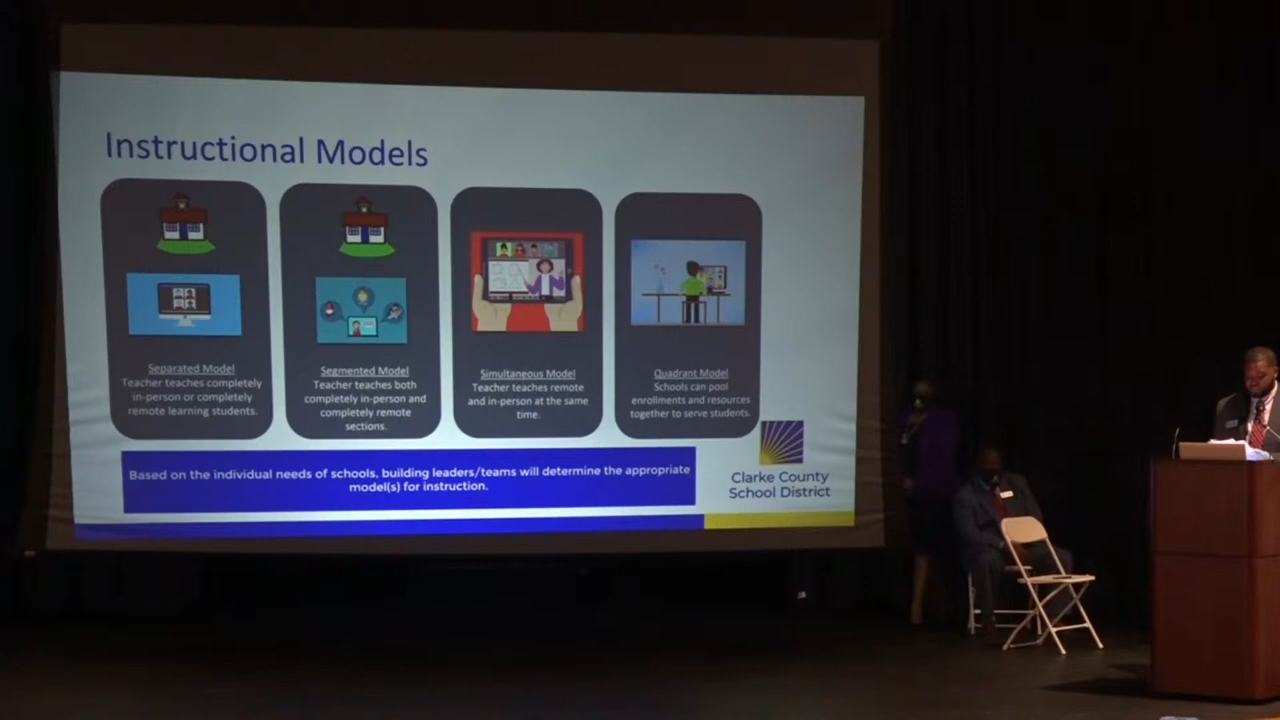 Instructional Models
Separated Model
Teacher teaches completely
in-person or completely
remote learning students.
Segmented Model
Teacher teaches both
completely in-person and
completely remote
sections.
Simultaneous Model
Teacher teaches remote
and in-person at the same
time.
Quadrant Model
Schools can pool
enrollments and resources
together to serve students.
Based on the individual needs of schools, building leaders/teams will determine the appropriate
model(s) for instruction.
Clarke County
School District